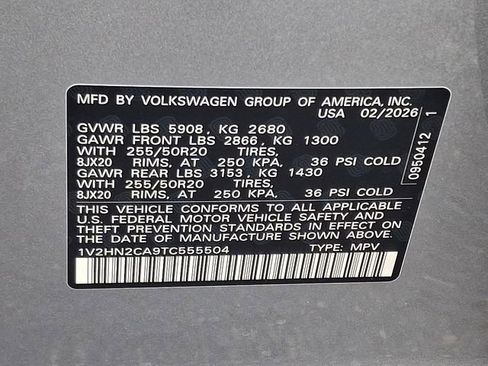 MFD BY VOLKSWAGEN GROUP OF AMERICA, INC.
USA 02/2026
GVWR LBS 5908, KG 2680
GAWR FRONT LBS 2866, KG 1300
WITH 255/50R20 TIRES,
8JX20 RIMS, AT 250 KPA, 36 PSI COLD
GAWR REAR LBS 3153, KG 1430
WITH 255/50R20 TIRES,
8JX20 RIMS, AT 250 KPA, 36 PSI COLD
THIS VEHICLE CONFORMS TO ALL APPLICABLE
U.S. FEDERAL MOTOR VEHICLE SAFETY AND
THEFT PREVENTION STANDARDS IN EFFECT
ON THE DATE OF MANUFACTURE SHOWN ABOVE
1V2HN2CA9TC555504 TYPE: MPV
0950412 1